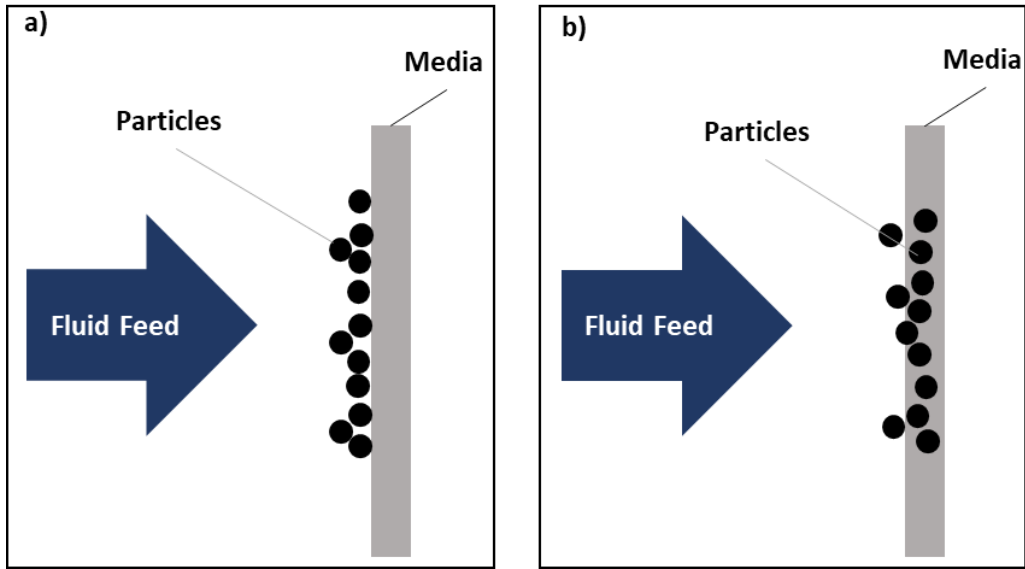 a)
Media
Particles
Fluid Feed
b)
Media
Particles
Fluid Feed